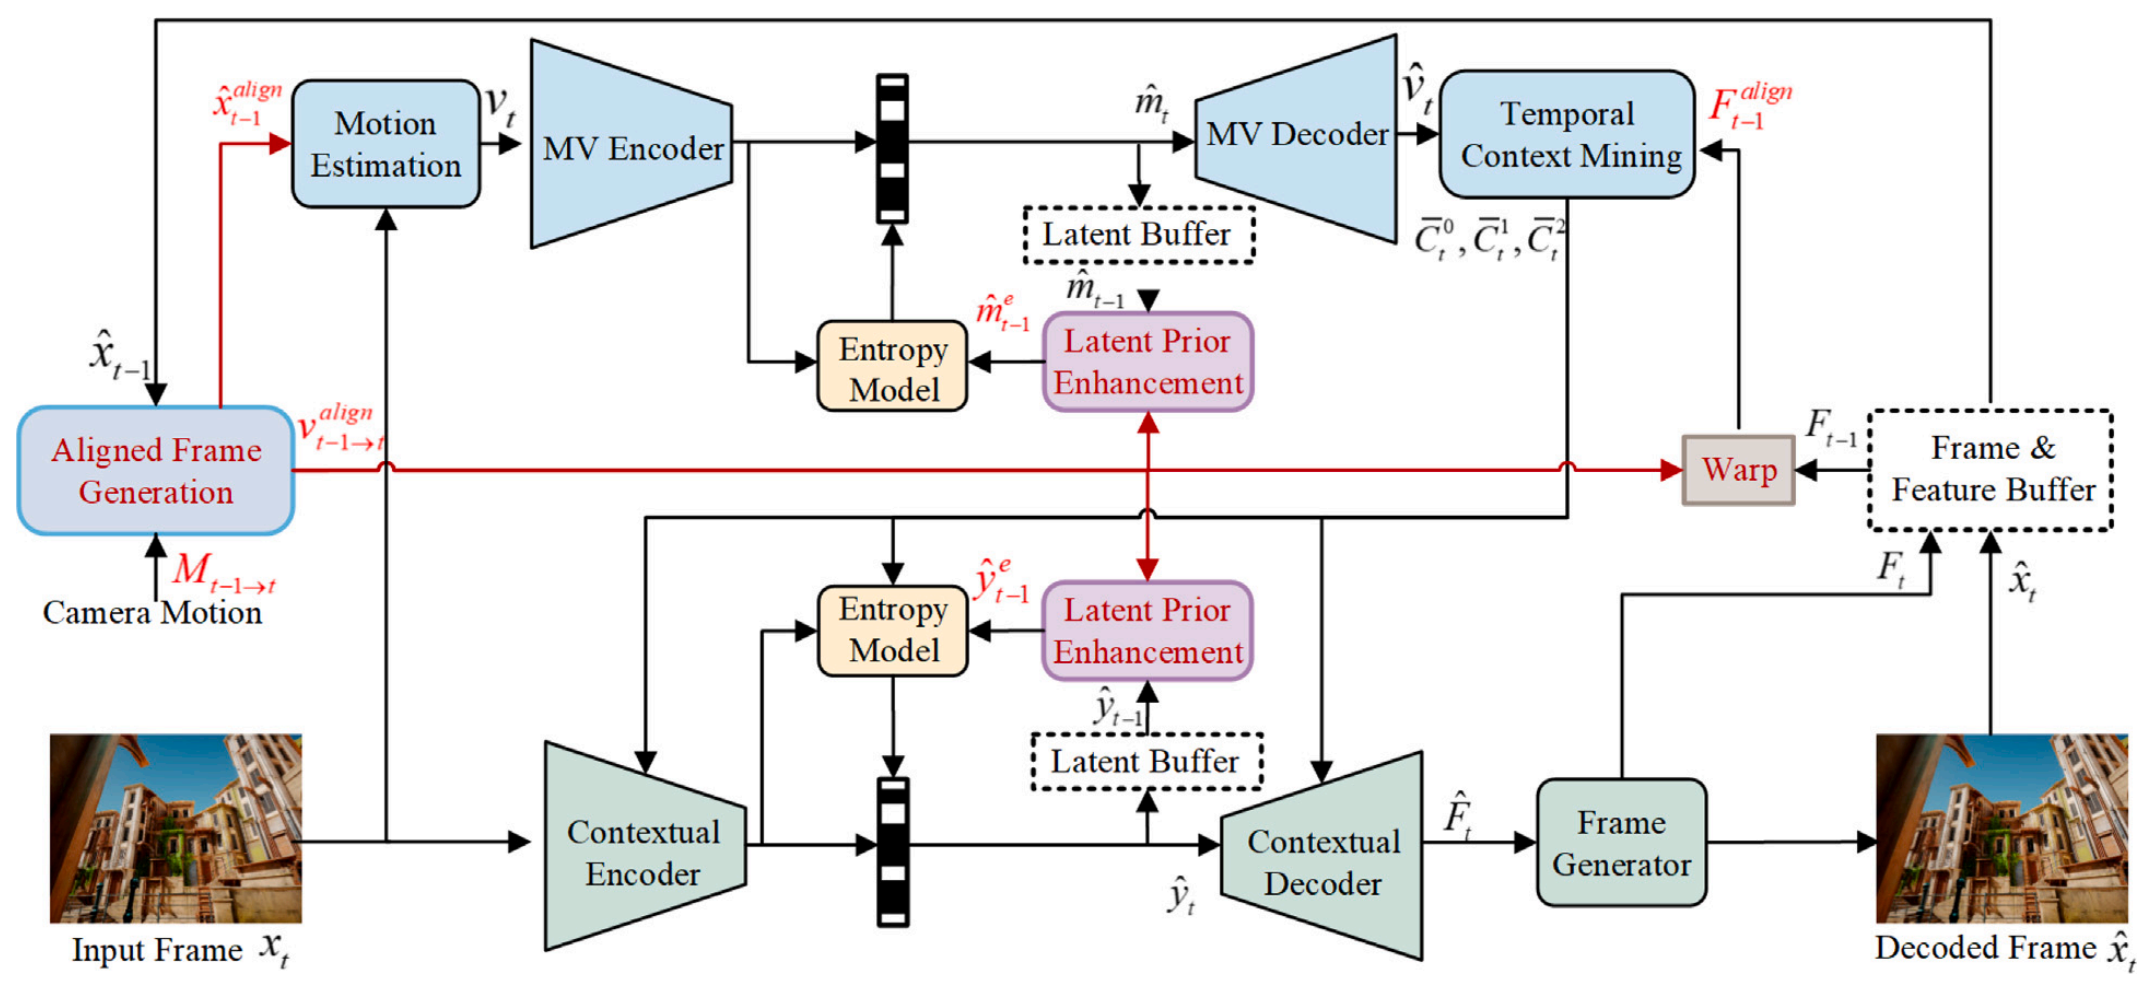 $\hat{x}_{t-1}^{align}$
Motion
Estimation
$v_t$
MV Encoder
$\hat{m}_t$
MV Decoder
$\hat{v}_t$
Temporal
Context Mining
$F_{t-1}^{align}$
Latent Buffer
$\overline{C}_t^0, \overline{C}_t^1, \overline{C}_t^2$
$\hat{m}_{t-1}$
$\hat{m}_{t-1}^e$
Entropy
Model
Latent Prior
Enhancement
$\hat{x}_{t-1}$
Aligned Frame
Generation
$v_{t-1 \to t}^{align}$
Warp
$F_{t-1}$
Frame &
Feature Buffer
$M_{t-1 \to t}$
Camera Motion
Entropy
Model
$\hat{y}_{t-1}^e$
Latent Prior
Enhancement
$F_t$
$\hat{x}_t$
$\hat{y}_{t-1}$
Latent Buffer
Contextual
Encoder
$\hat{y}_t$
Contextual
Decoder
$\hat{F}_t$
Frame
Generator
Input Frame $x_t$
Decoded Frame $\hat{x}_t$